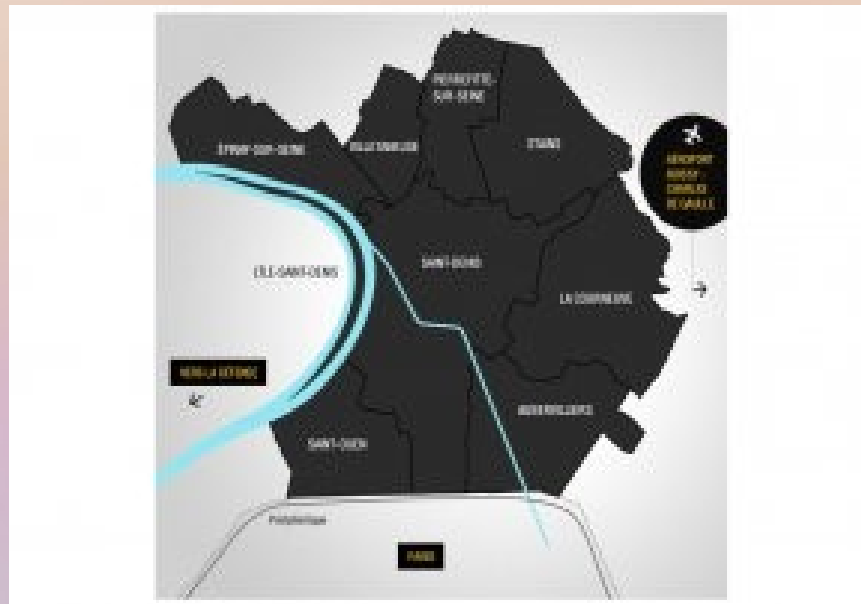 PIERREFITTE-
SUR-SEINE
ÉPINAY-SUR-SEINE
VILLETANEUSE
STAINS
AÉROPORT
ROISSY -
CHARLES
DE GAULLE
L'ÎLE-SAINT-DENIS
SAINT-DENIS
LA COURNEUVE
VERS LA DÉFENSE
AUBERVILLIERS
SAINT-OUEN
Périphérique
PARIS